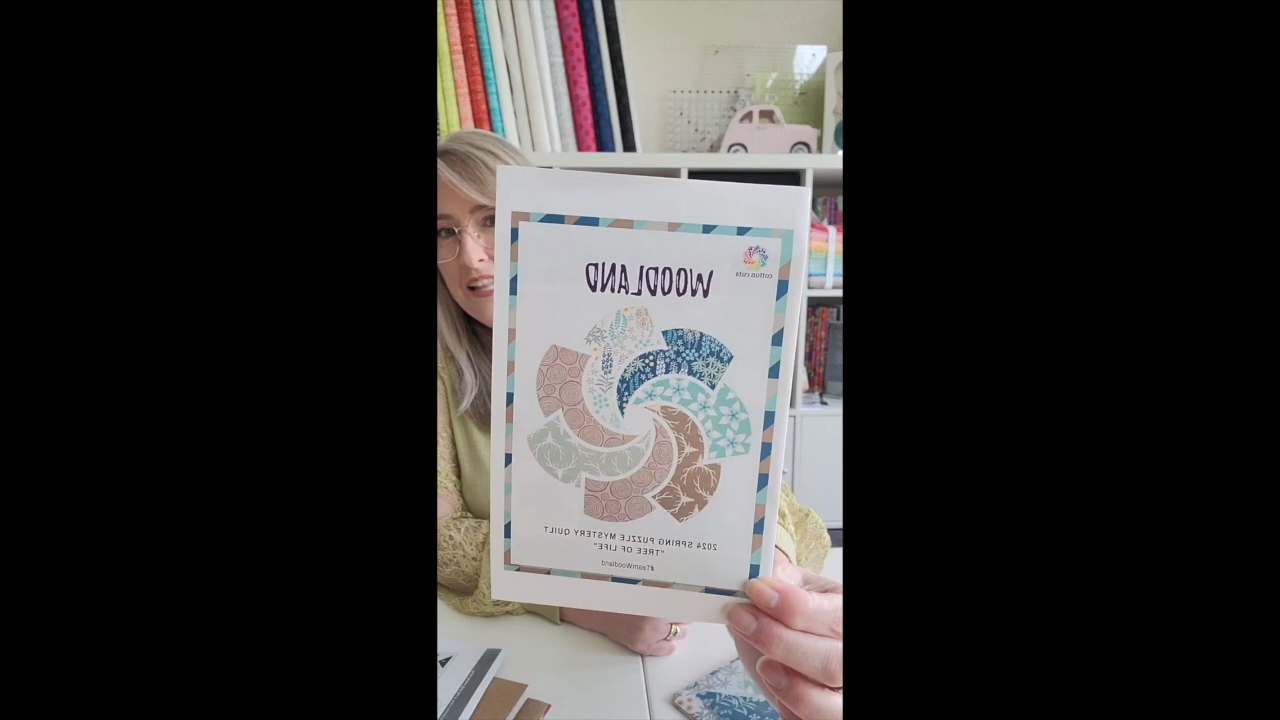 cotton cuts
WOODLAND
2024 SPRING PUZZLE MYSTERY QUILT
"TREE OF LIFE"
#TeamWoodland